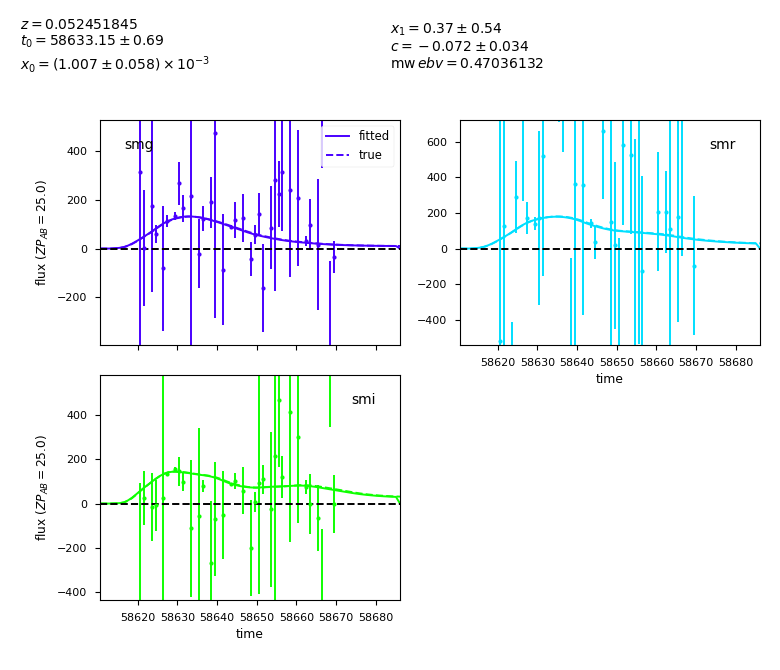 z = 0.052451845
t₀ = 58633.15 ± 0.69
x₀ = (1.007 ± 0.058) × 10⁻³
x₁ = 0.37 ± 0.54
c = −0.072 ± 0.034
mw ebv = 0.47036132
smg
fitted
true
400
200
0
−200
flux (ZP_AB = 25.0)
smr
600
400
200
0
−200
−400
58620 58630 58640 58650 58660 58670 58680
time
smi
400
200
0
−200
−400
flux (ZP_AB = 25.0)
58620 58630 58640 58650 58660 58670 58680
time